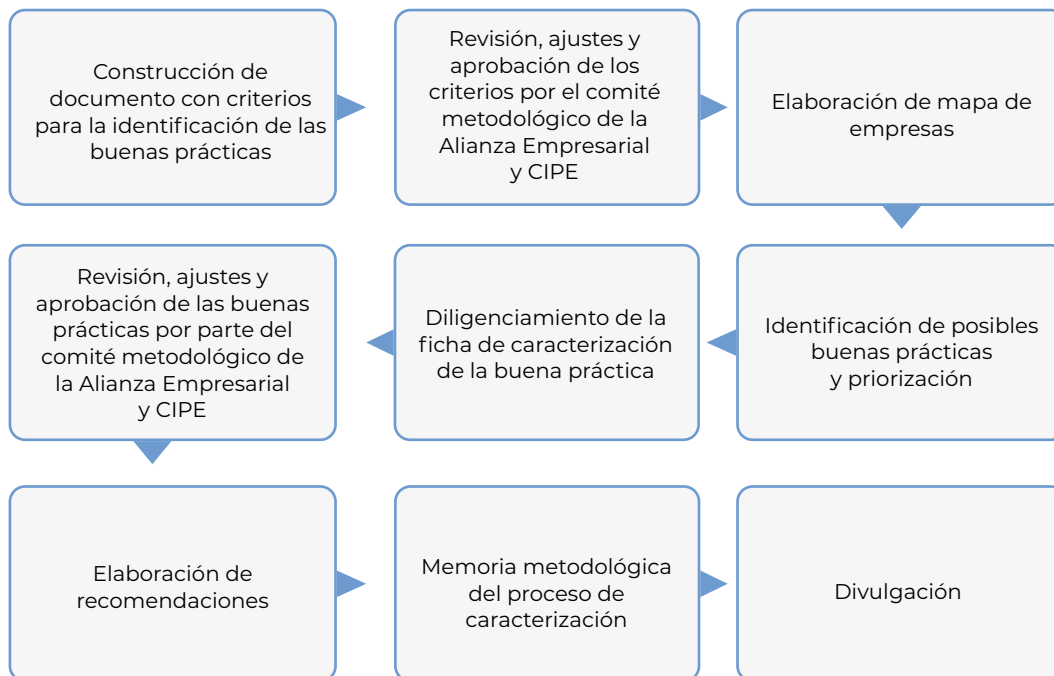 Construcción de
documento con criterios
para la identificación de las
buenas prácticas
Revisión, ajustes y
aprobación de los
criterios por el comité
metodológico de la
Alianza Empresarial
y CIPE
Elaboración de mapa de
empresas
Identificación de posibles
buenas prácticas
y priorización
Diligenciamiento de la
ficha de caracterización
de la buena práctica
Revisión, ajustes y
aprobación de las buenas
prácticas por parte del
comité metodológico de
la Alianza Empresarial
y CIPE
Elaboración de
recomendaciones
Memoria metodológica
del proceso de
caracterización
Divulgación